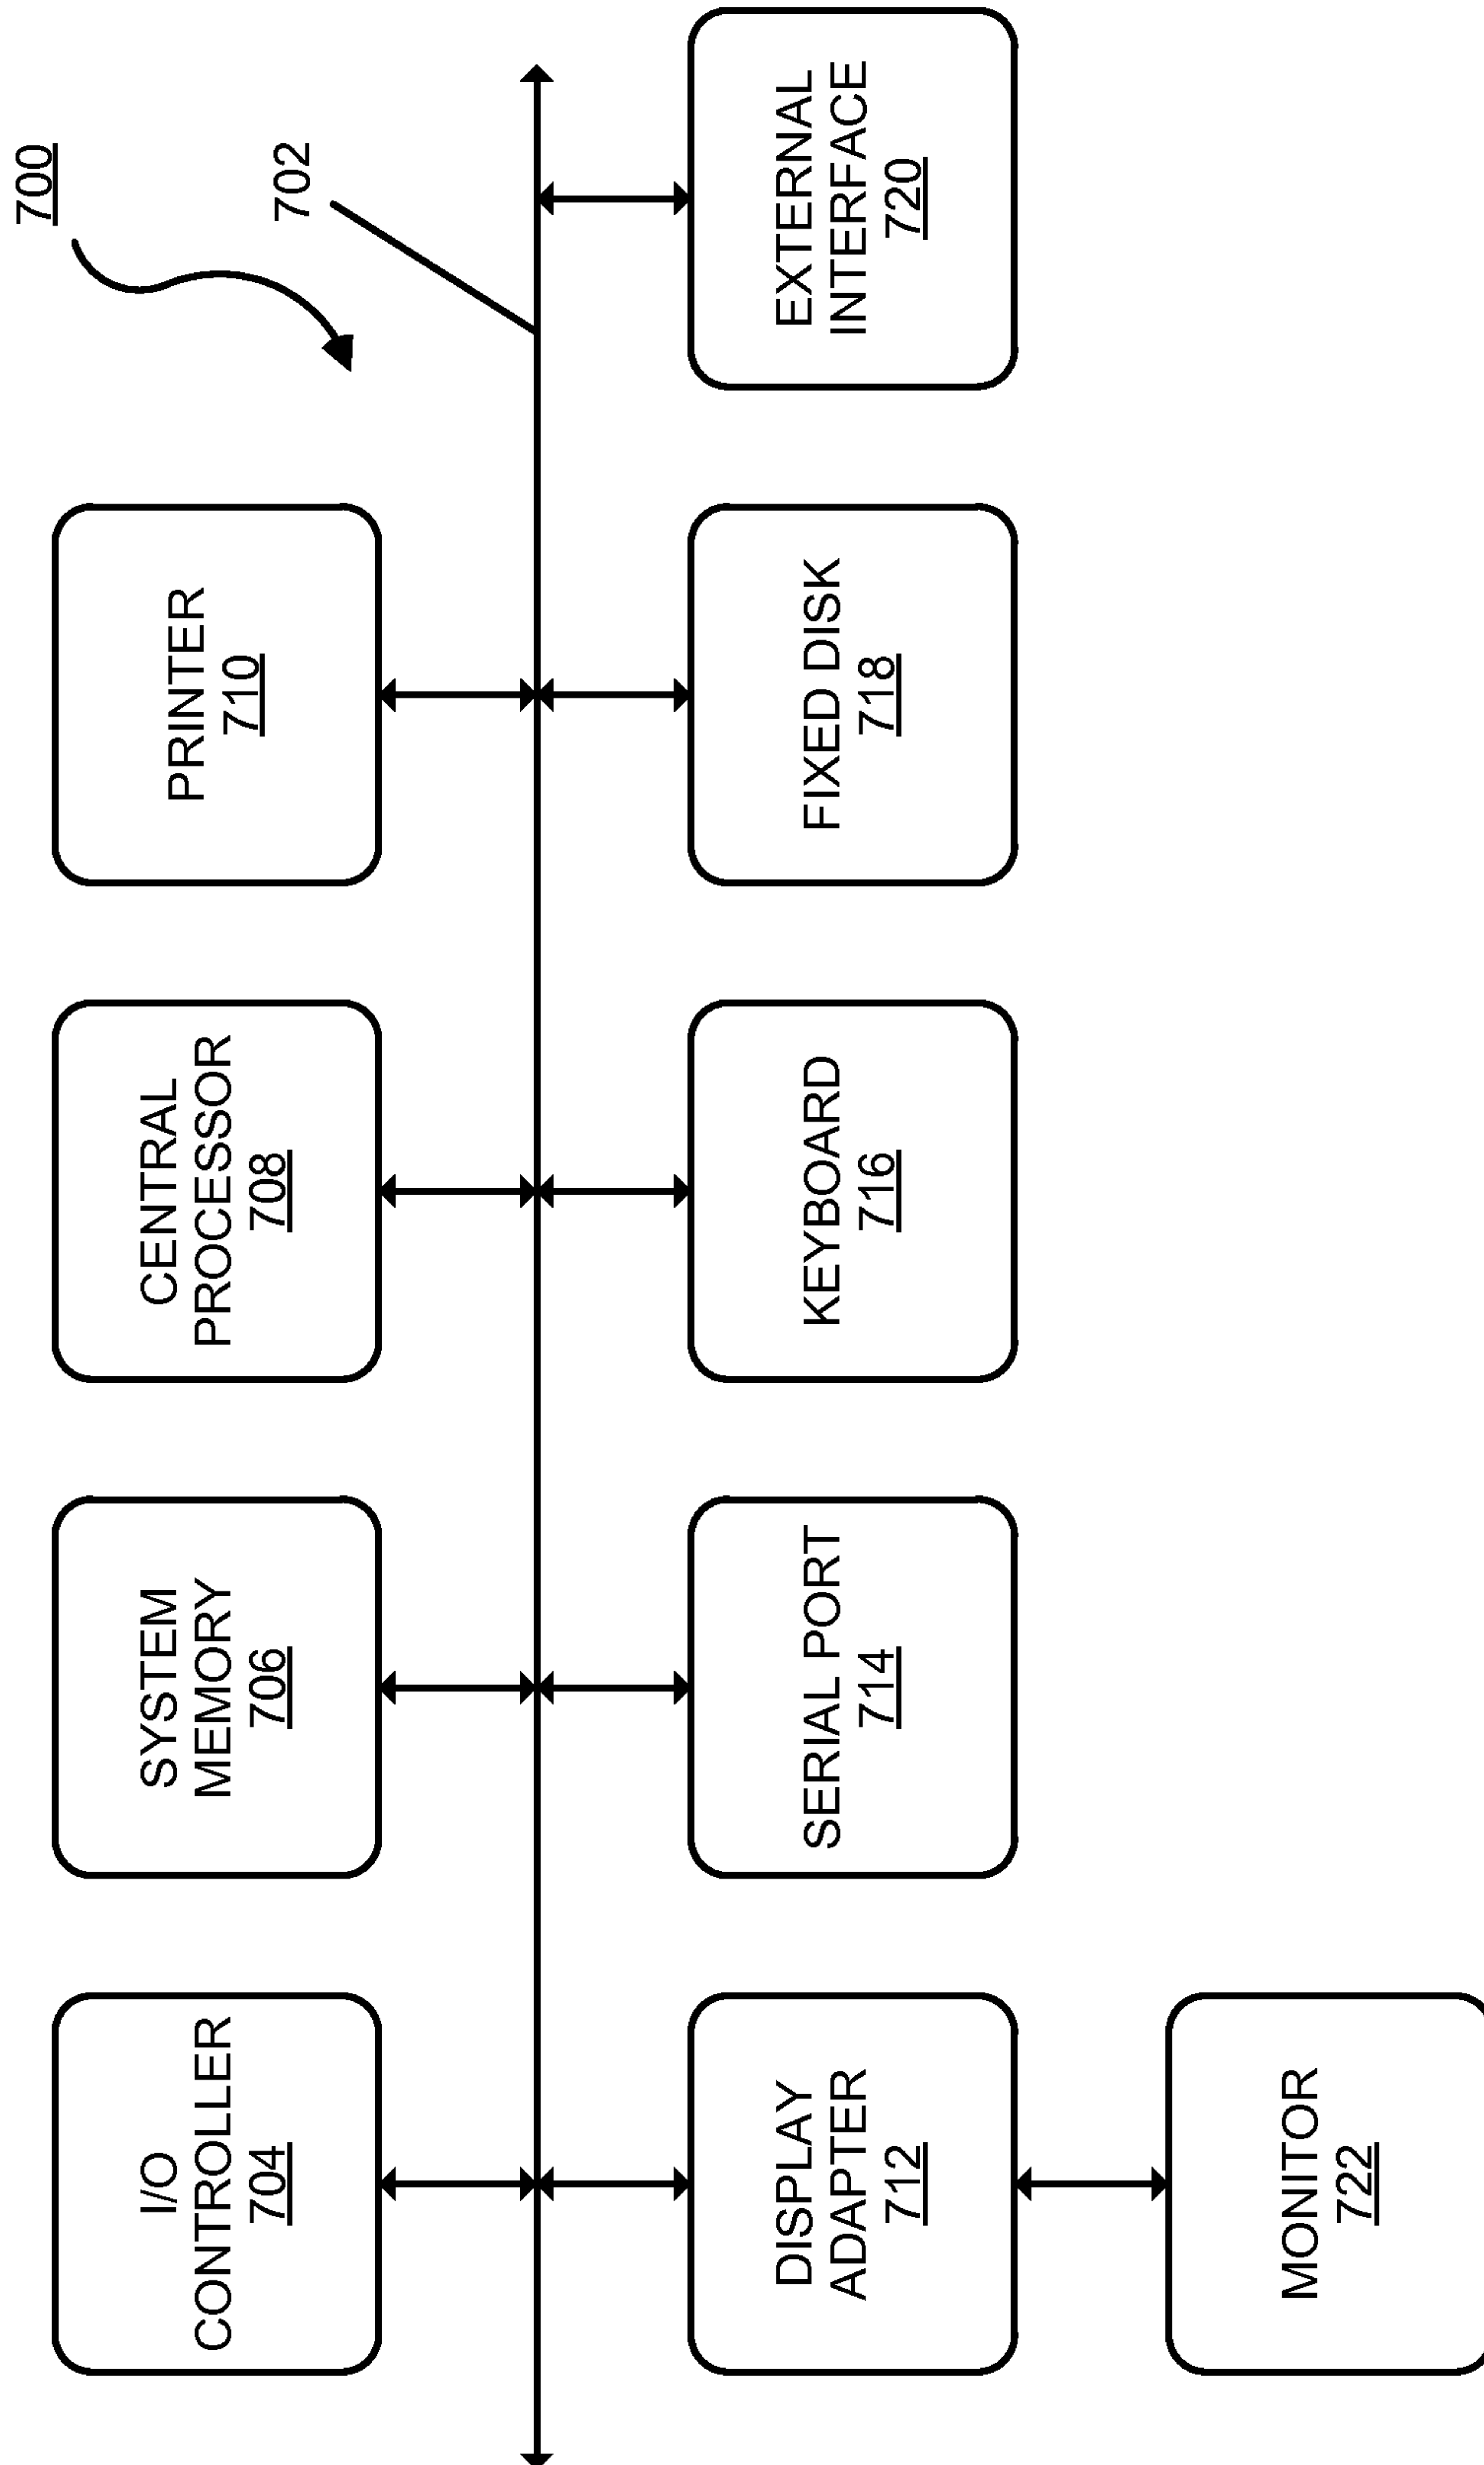 700
702
I/O
CONTROLLER
704
SYSTEM
MEMORY
706
CENTRAL
PROCESSOR
708
PRINTER
710
DISPLAY
ADAPTER
712
SERIAL PORT
714
KEYBOARD
716
FIXED DISK
718
EXTERNAL
INTERFACE
720
MONITOR
722